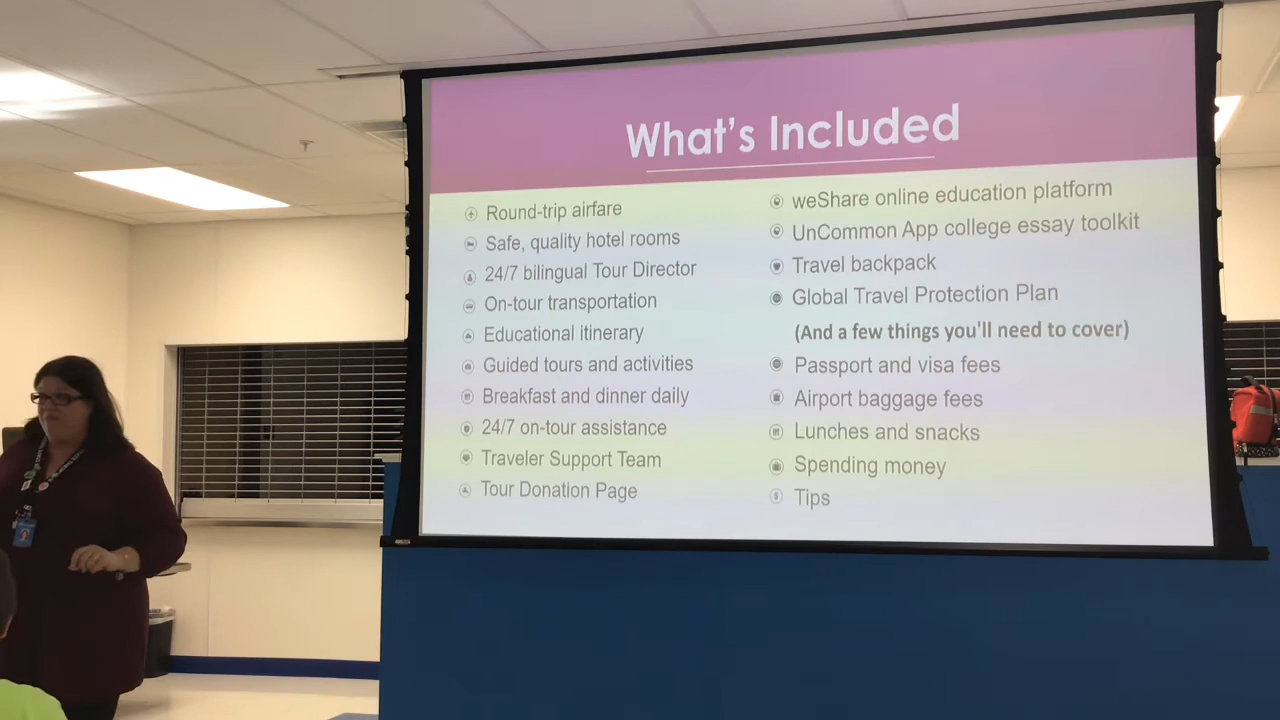 What's Included
Round-trip airfare
Safe, quality hotel rooms
24/7 bilingual Tour Director
On-tour transportation
Educational itinerary
Guided tours and activities
Breakfast and dinner daily
24/7 on-tour assistance
Traveler Support Team
Tour Donation Page
weShare online education platform
UnCommon App college essay toolkit
Travel backpack
Global Travel Protection Plan
(And a few things you'll need to cover)
Passport and visa fees
Airport baggage fees
Lunches and snacks
Spending money
Tips